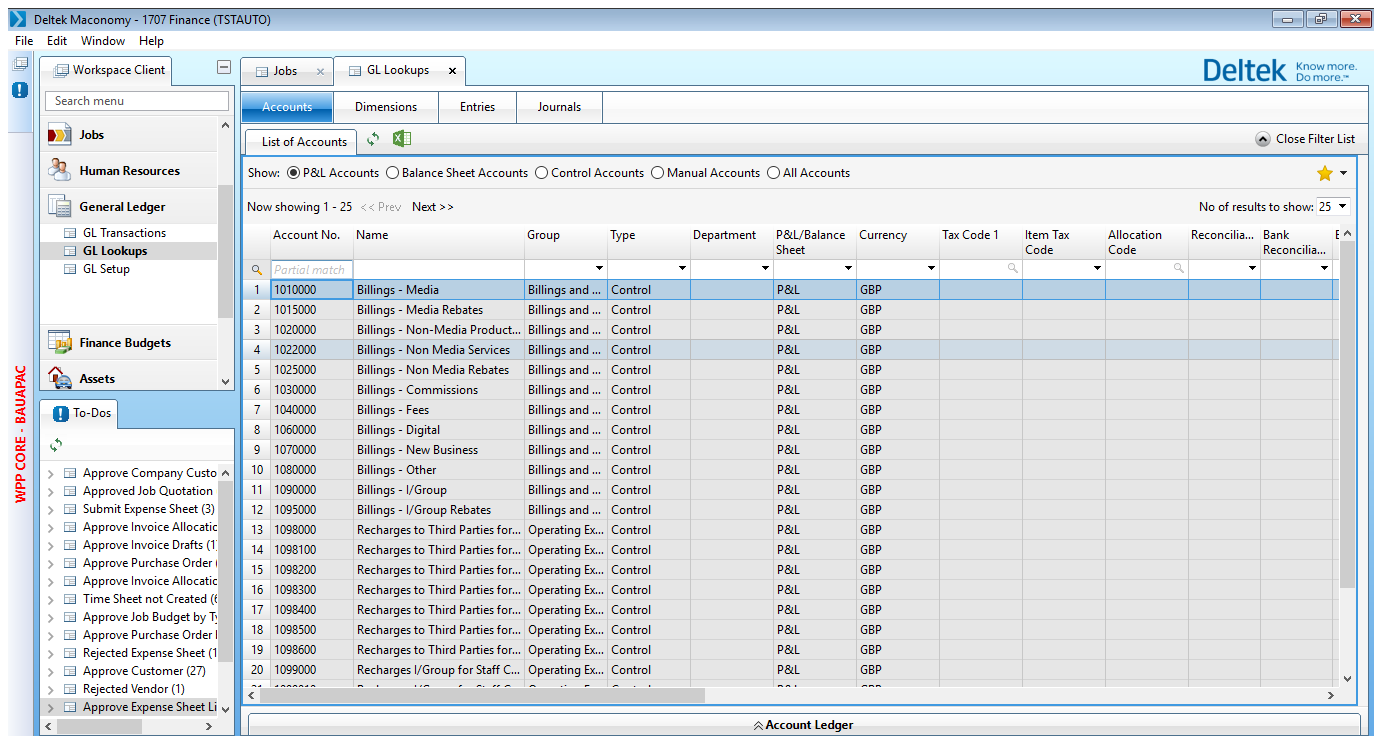 Deltek Maconomy - 1707 Finance (TSTAUTO)
File Edit Window Help
Workspace Client
Search menu
Jobs
Human Resources
General Ledger
GL Transactions
GL Lookups
GL Setup
Finance Budgets
Assets
WPP CORE - BAUAPAC
To-Dos
Approve Company Custo
Approved Job Quotation
Submit Expense Sheet (3)
Approve Invoice Allocatic
Approve Invoice Drafts (1
Approve Purchase Order (
Approve Invoice Allocatic
Time Sheet not Created (6
Approve Job Budget by Ty
Approve Purchase Order
Rejected Expense Sheet (1
Approve Customer (27)
Rejected Vendor (1)
Approve Expense Sheet Li
Jobs GL Lookups
Deltek Know more.
Do more.™
Accounts Dimensions Entries Journals
List of Accounts Close Filter List
Show: P&L Accounts Balance Sheet Accounts Control Accounts Manual Accounts All Accounts
Now showing 1 - 25 << Prev Next >> No of results to show: 25
Account No. Name Group Type Department P&L/Balance Sheet Currency Tax Code 1 Item Tax Code Allocation Code Reconcilia... Bank Reconcilia...
Partial match
1 1010000 Billings - Media Billings and ... Control P&L GBP
2 1015000 Billings - Media Rebates Billings and ... Control P&L GBP
3 1020000 Billings - Non-Media Product... Billings and ... Control P&L GBP
4 1022000 Billings - Non Media Services Billings and ... Control P&L GBP
5 1025000 Billings - Non Media Rebates Billings and ... Control P&L GBP
6 1030000 Billings - Commissions Billings and ... Control P&L GBP
7 1040000 Billings - Fees Billings and ... Control P&L GBP
8 1060000 Billings - Digital Billings and ... Control P&L GBP
9 1070000 Billings - New Business Billings and ... Control P&L GBP
10 1080000 Billings - Other Billings and ... Control P&L GBP
11 1090000 Billings - I/Group Billings and ... Control P&L GBP
12 1095000 Billings - I/Group Rebates Billings and ... Control P&L GBP
13 1098000 Recharges to Third Parties for... Operating Ex... Control P&L GBP
14 1098100 Recharges to Third Parties for... Operating Ex... Control P&L GBP
15 1098200 Recharges to Third Parties for... Operating Ex... Control P&L GBP
16 1098300 Recharges to Third Parties for... Operating Ex... Control P&L GBP
17 1098400 Recharges to Third Parties for... Operating Ex... Control P&L GBP
18 1098500 Recharges to Third Parties for... Operating Ex... Control P&L GBP
19 1098600 Recharges to Third Parties for... Operating Ex... Control P&L GBP
20 1099000 Recharges I/Group for Staff C... Operating Ex... Control P&L GBP
Account Ledger